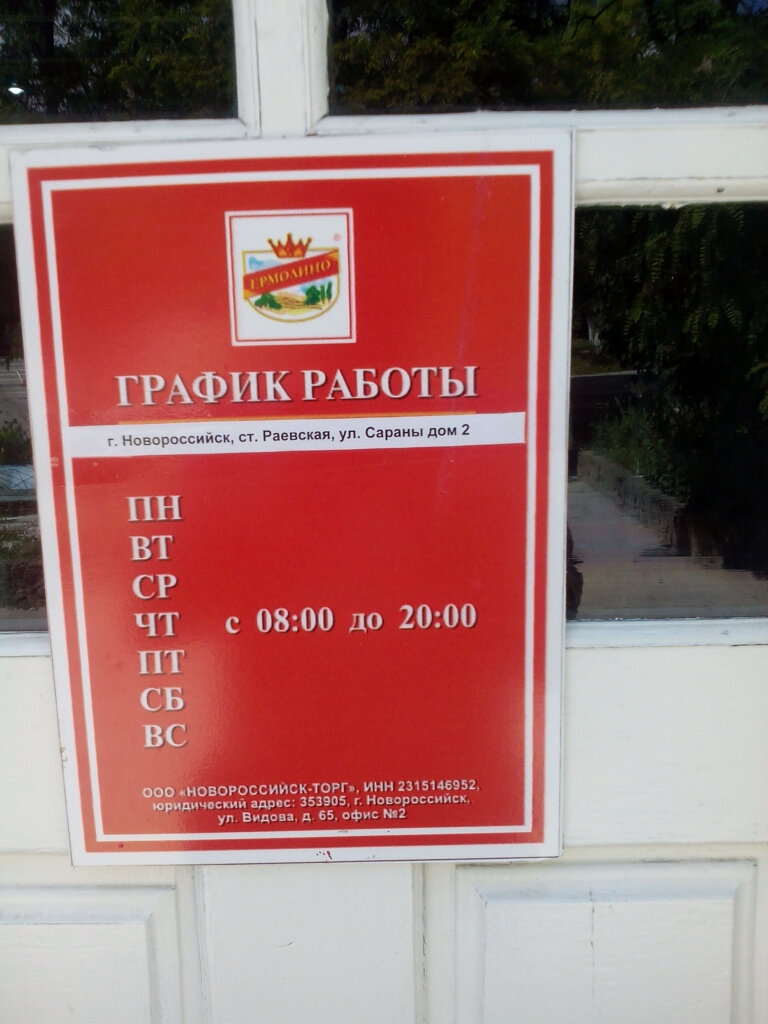 ЕРМОЛИНО
ГРАФИК РАБОТЫ
г. Новороссийск, ст. Раевская, ул. Сараны дом 2
ПН
ВТ
СР
ЧТ с 08:00 до 20:00
ПТ
СБ
ВС
ООО «НОВОРОССИЙСК-ТОРГ», ИНН 2315146952,
юридический адрес: 353905, г. Новороссийск,
ул. Видова, д. 65, офис №2